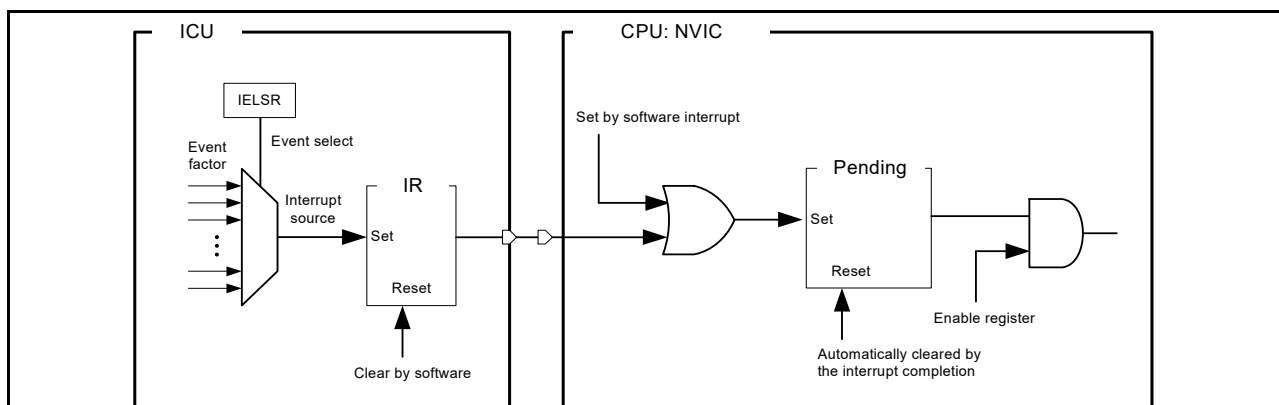 ICU
CPU: NVIC
IELSR
Event select
Event
factor
Interrupt
source
IR
Set
Reset
Clear by software
Set by software interrupt
Pending
Set
Reset
Enable register
Automatically cleared by
the interrupt completion